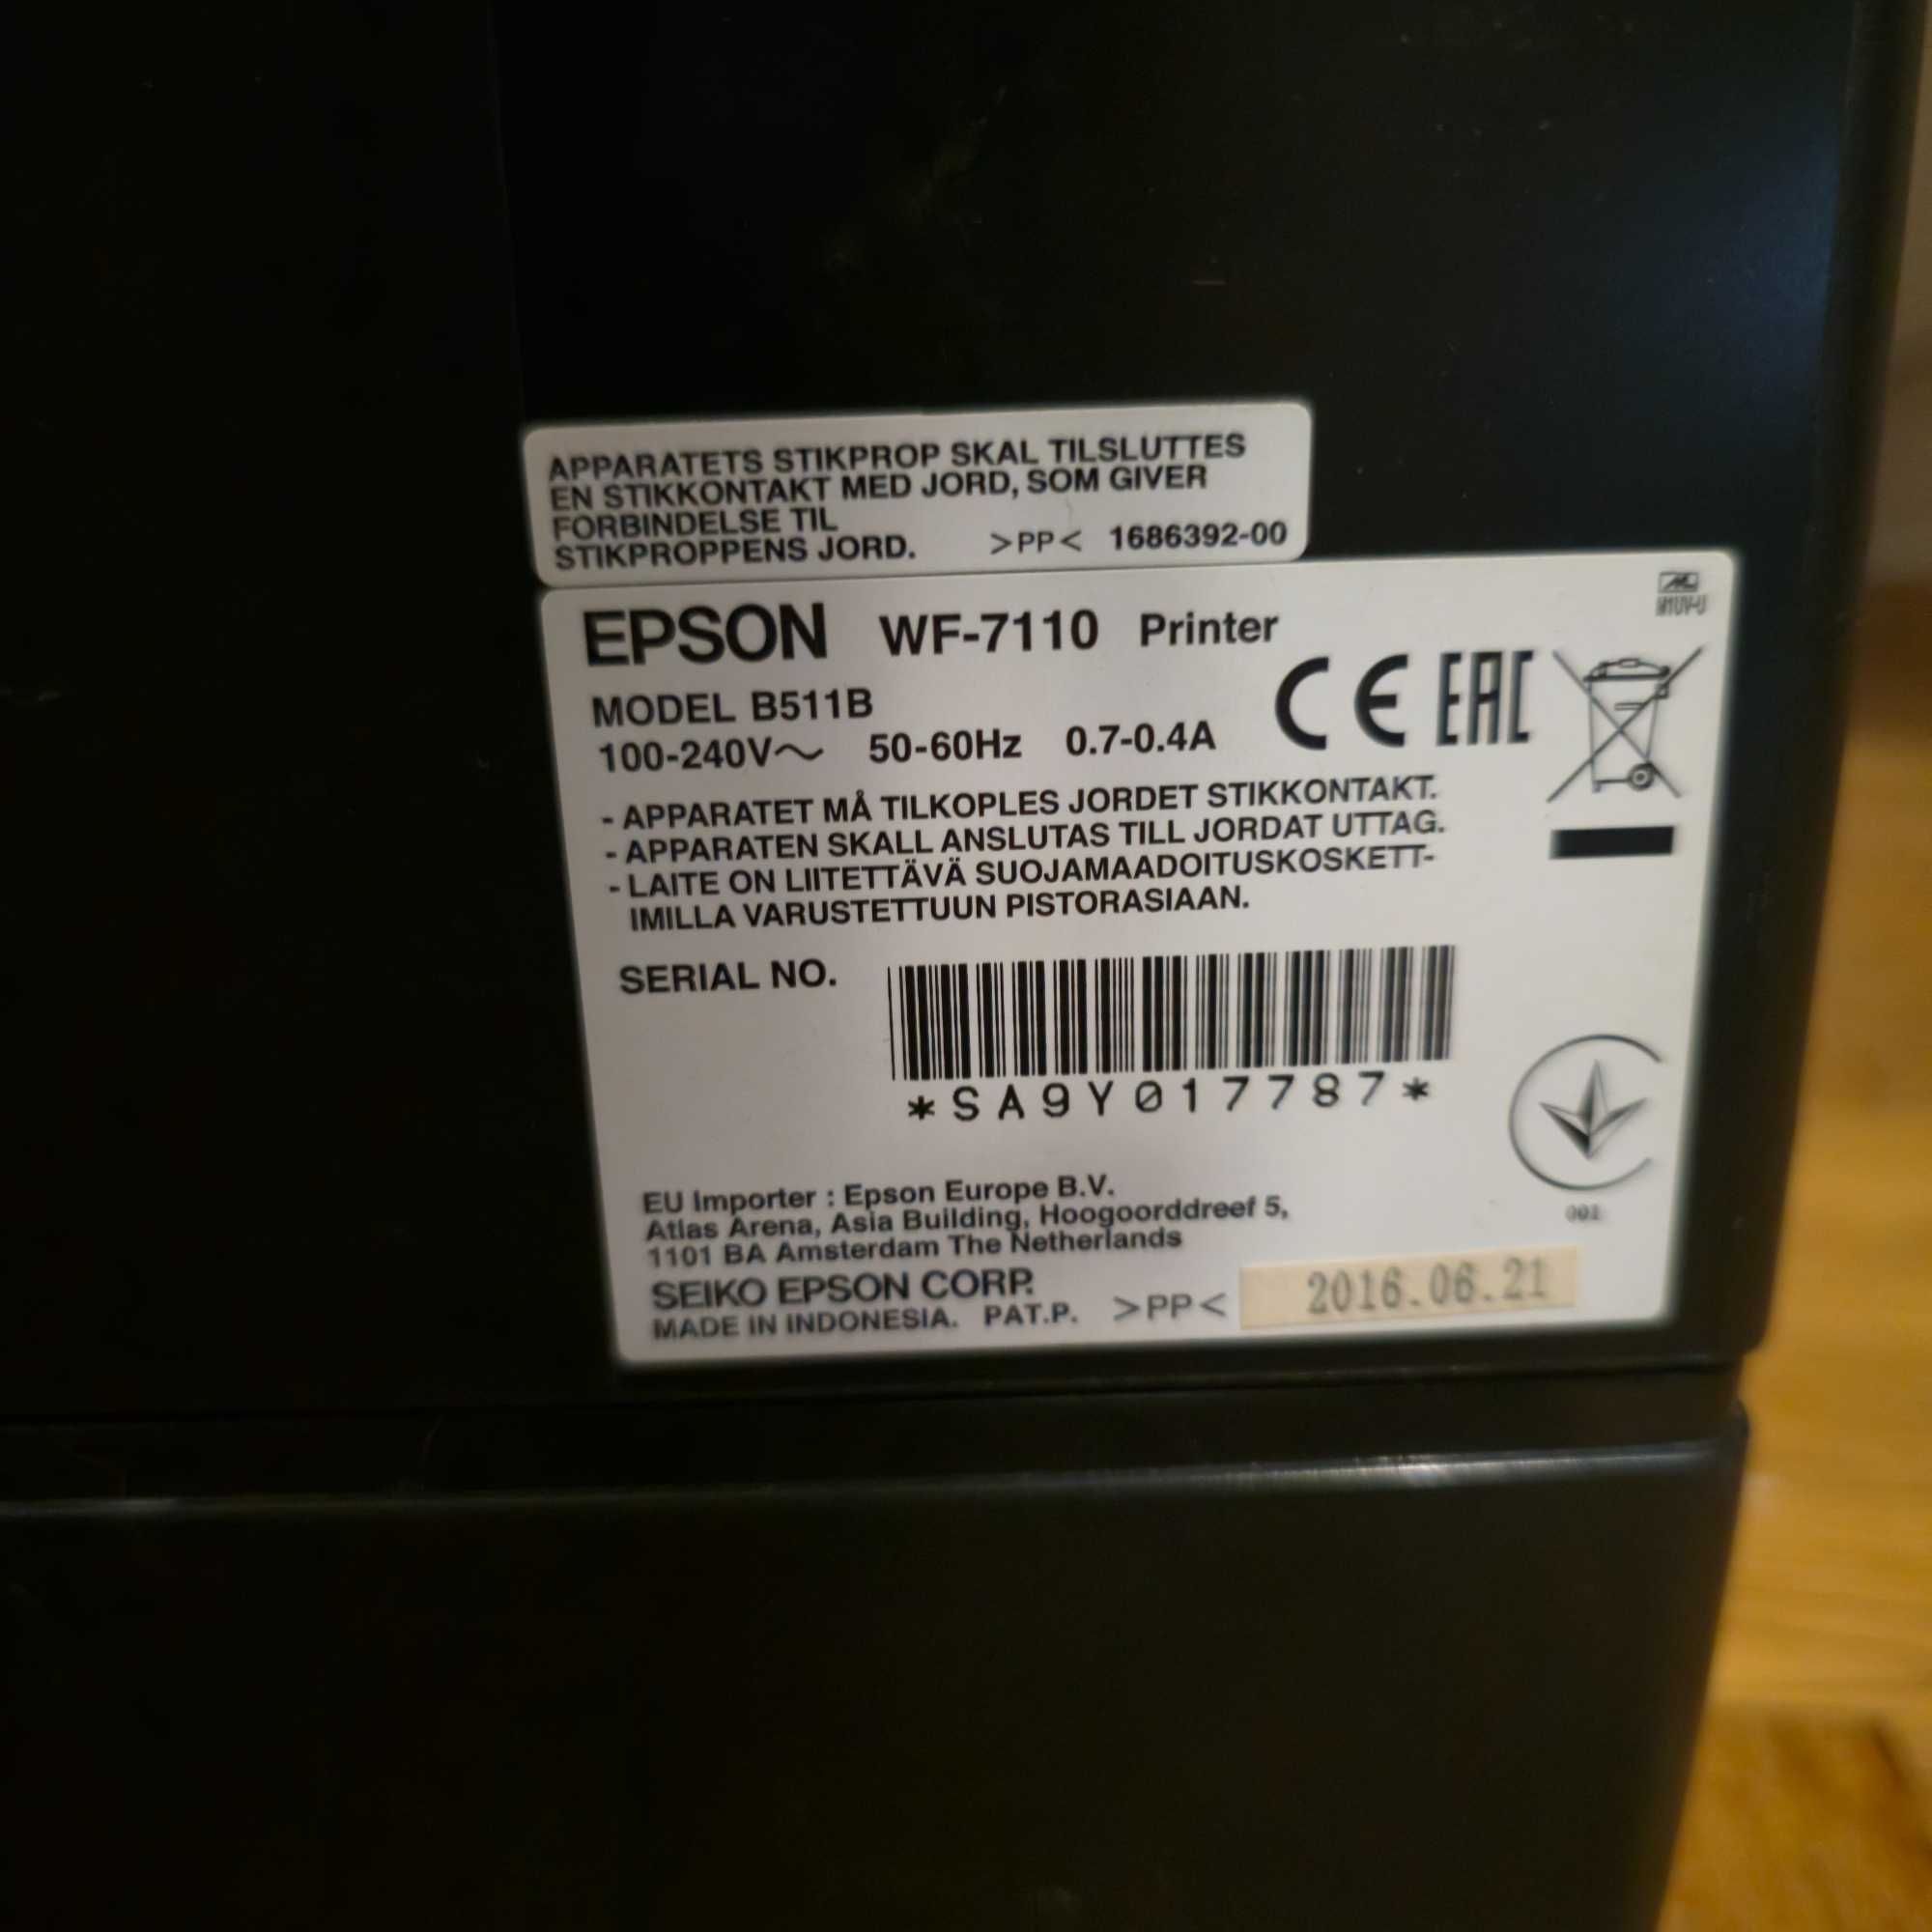 APPARATETS STIKPROP SKAL TILSLUTTES
EN STIKKONTAKT MED JORD, SOM GIVER
FORBINDELSE TIL
STIKPROPPENS JORD. >PP< 1686392-00
EPSON WF-7110 Printer
MODEL B511B
100-240V~ 50-60Hz 0.7-0.4A
CE EAC
- APPARATET MÅ TILKOPLES JORDET STIKKONTAKT.
- APPARATEN SKALL ANSLUTAS TILL JORDAT UTTAG.
- LAITE ON LIITETTÄVÄ SUOJAMAADOITUSKOSKETT-
IMILLA VARUSTETTUUN PISTORASIAAN.
SERIAL NO.
*SA9Y017787*
001
EU Importer : Epson Europe B.V.
Atlas Arena, Asia Building, Hoogoorddreef 5,
1101 BA Amsterdam The Netherlands
SEIKO EPSON CORP.
MADE IN INDONESIA. PAT.P. >PP< 2016.06.21